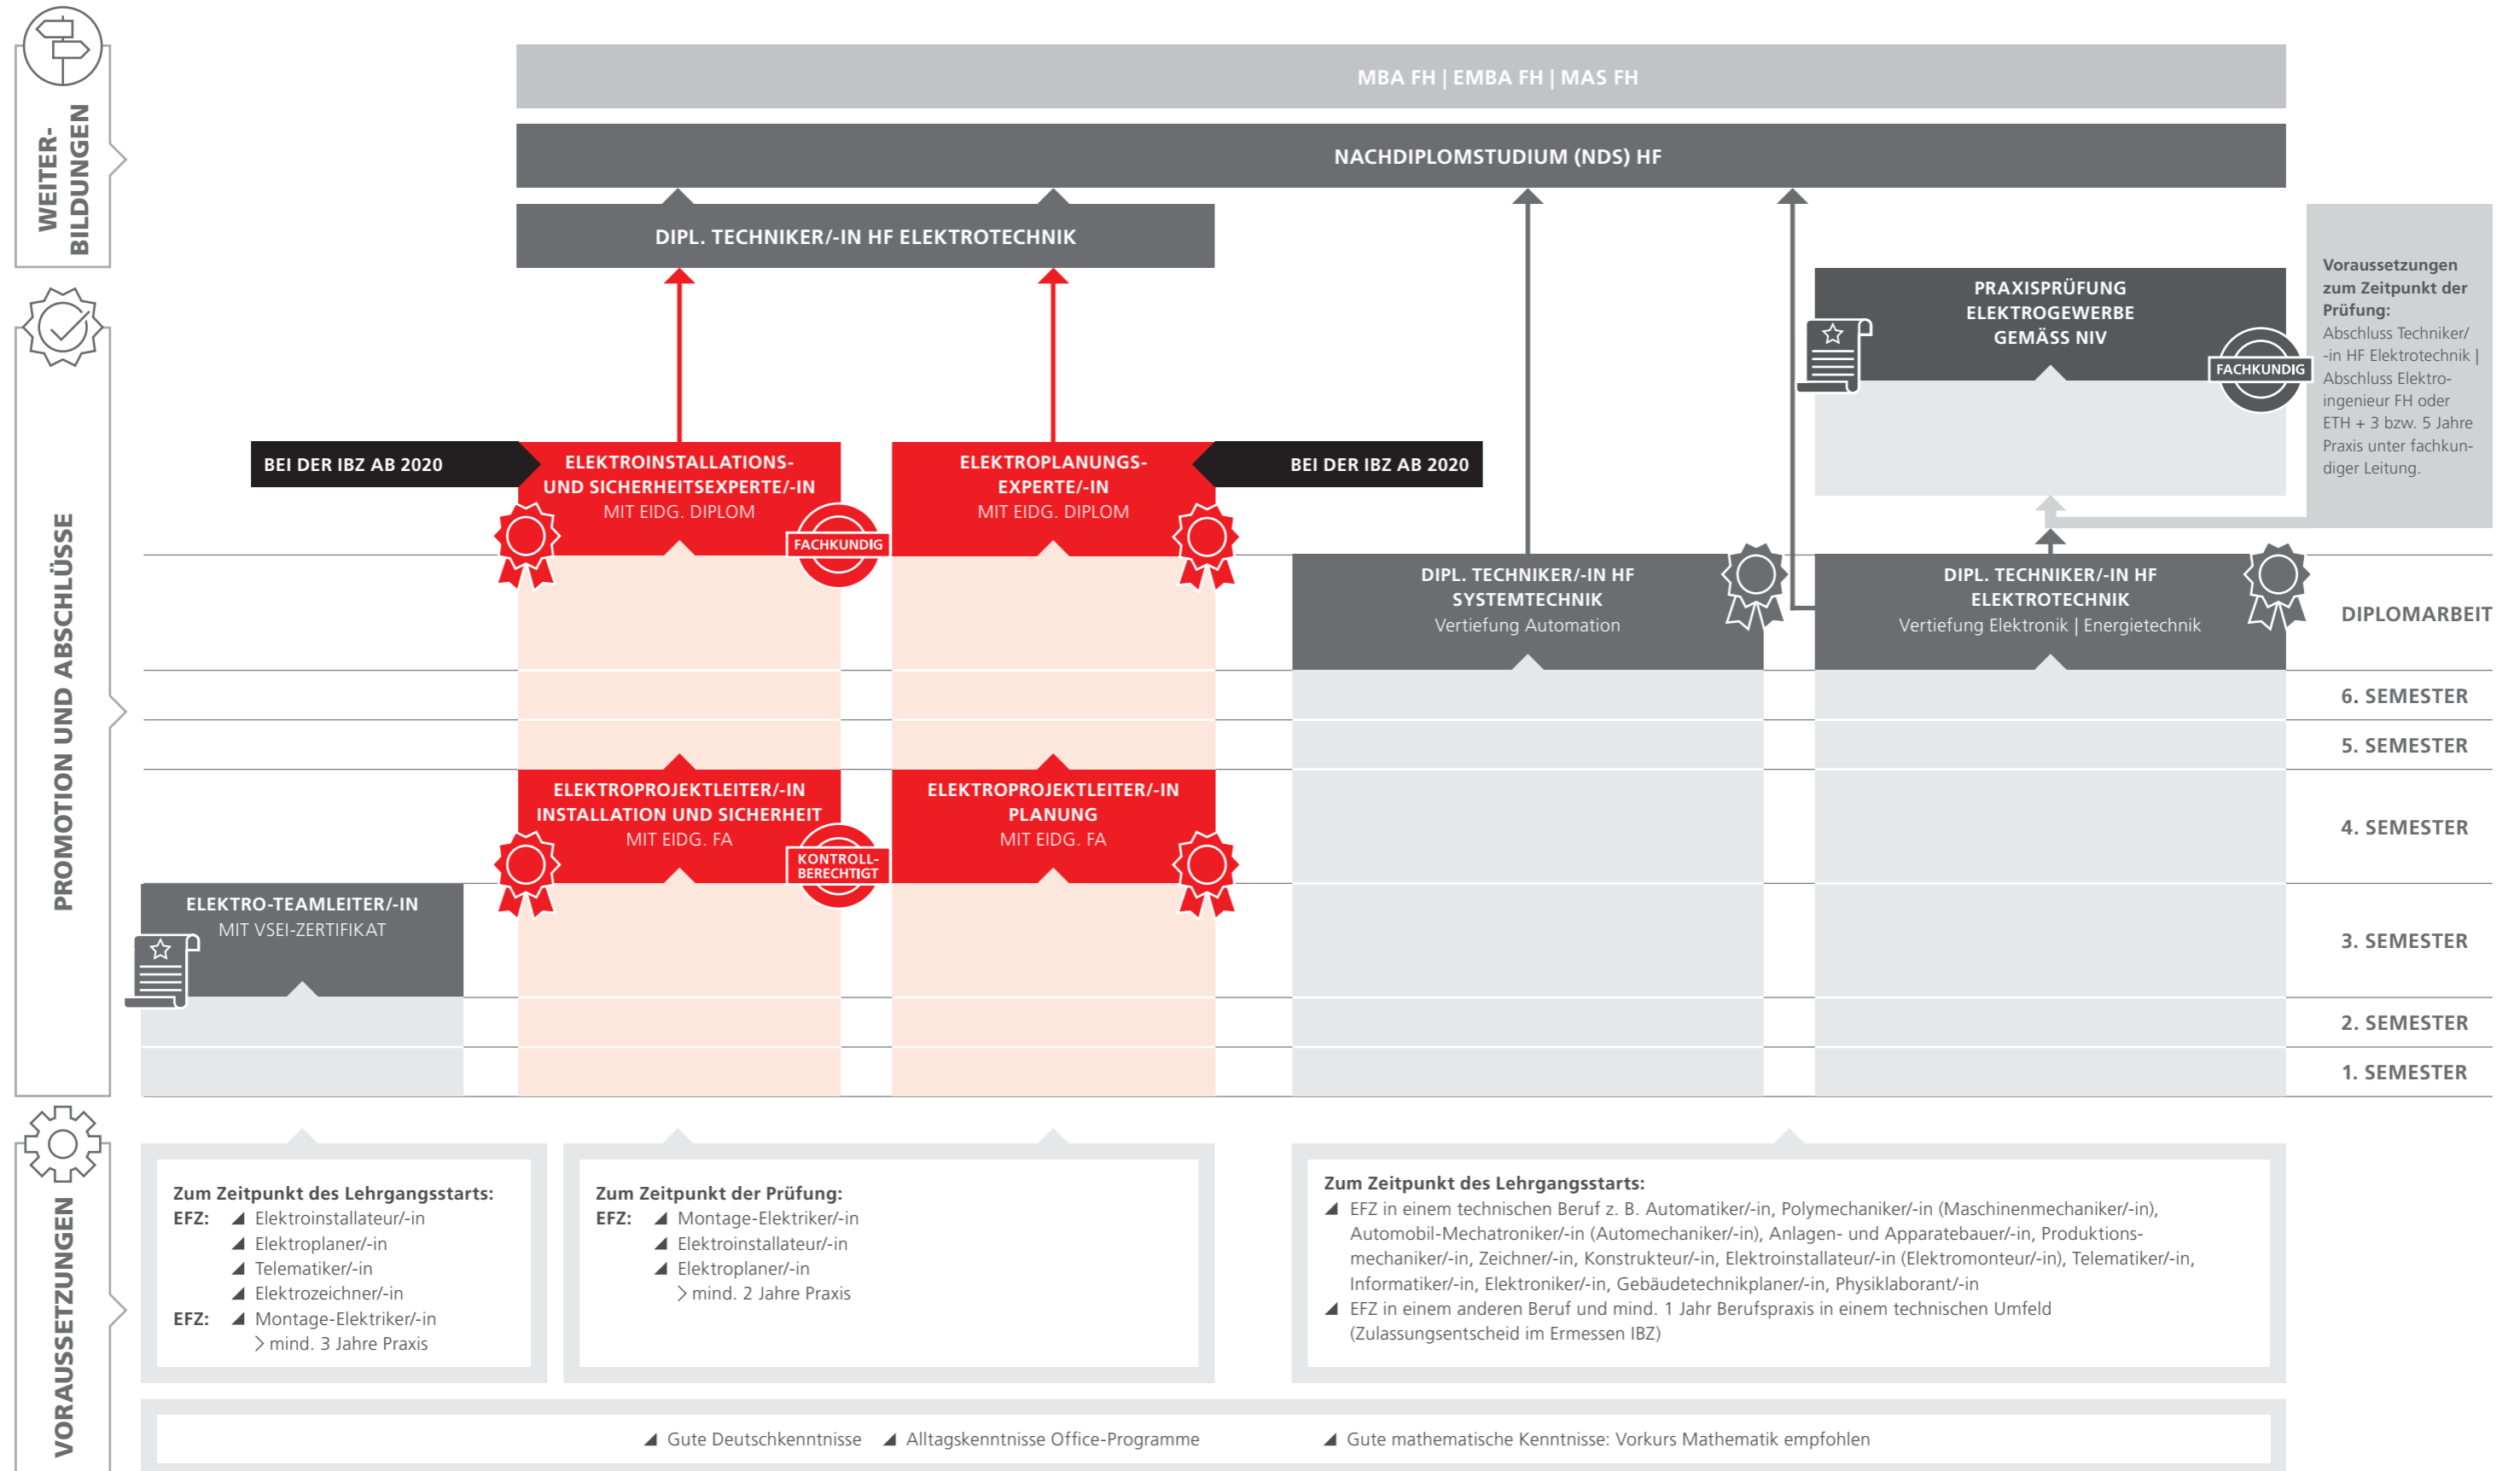 WEITER-
BILDUNGEN
MBA FH | EMBA FH | MAS FH
NACHDIPLOMSTUDIUM (NDS) HF
DIPL. TECHNIKER/-IN HF ELEKTROTECHNIK
PRAXISPRÜFUNG
ELEKTROGEWERBE
GEMÄSS NIV
FACHKUNDIG
Voraussetzungen
zum Zeitpunkt der
Prüfung:
Abschluss Techniker/
-in HF Elektrotechnik |
Abschluss Elektro-
ingenieur FH oder
ETH + 3 bzw. 5 Jahre
Praxis unter fachkun-
diger Leitung.
PROMOTION UND ABSCHLÜSSE
BEI DER IBZ AB 2020
ELEKTROINSTALLATIONS-
UND SICHERHEITSEXPERTE/-IN
MIT EIDG. DIPLOM
FACHKUNDIG
ELEKTROPLANUNGS-
EXPERTE/-IN
MIT EIDG. DIPLOM
BEI DER IBZ AB 2020
DIPL. TECHNIKER/-IN HF
SYSTEMTECHNIK
Vertiefung Automation
DIPL. TECHNIKER/-IN HF
ELEKTROTECHNIK
Vertiefung Elektronik | Energietechnik
DIPLOMARBEIT
6. SEMESTER
5. SEMESTER
ELEKTROPROJEKTLEITER/-IN
INSTALLATION UND SICHERHEIT
MIT EIDG. FA
KONTROLL-
BERECHTIGT
ELEKTROPROJEKTLEITER/-IN
PLANUNG
MIT EIDG. FA
4. SEMESTER
ELEKTRO-TEAMLEITER/-IN
MIT VSEI-ZERTIFIKAT
3. SEMESTER
2. SEMESTER
1. SEMESTER
VORAUSSETZUNGEN
Zum Zeitpunkt des Lehrgangsstarts:
EFZ: Elektroinstallateur/-in
Elektroplaner/-in
Telematiker/-in
Elektrozeichner/-in
EFZ: Montage-Elektriker/-in
> mind. 3 Jahre Praxis
Zum Zeitpunkt der Prüfung:
EFZ: Montage-Elektriker/-in
Elektroinstallateur/-in
Elektroplaner/-in
> mind. 2 Jahre Praxis
Zum Zeitpunkt des Lehrgangsstarts:
EFZ in einem technischen Beruf z. B. Automatiker/-in, Polymechaniker/-in (Maschinenmechaniker/-in),
Automobil-Mechatroniker/-in (Automechaniker/-in), Anlagen- und Apparatebauer/-in, Produktions-
mechaniker/-in, Zeichner/-in, Konstrukteur/-in, Elektroinstallateur/-in (Elektromonteur/-in), Telematiker/-in,
Informatiker/-in, Elektroniker/-in, Gebäudetechnikplaner/-in, Physiklaborant/-in
EFZ in einem anderen Beruf und mind. 1 Jahr Berufspraxis in einem technischen Umfeld
(Zulassungsentscheid im Ermessen IBZ)
Gute Deutschkenntnisse Alltagskenntnisse Office-Programme Gute mathematische Kenntnisse: Vorkurs Mathematik empfohlen